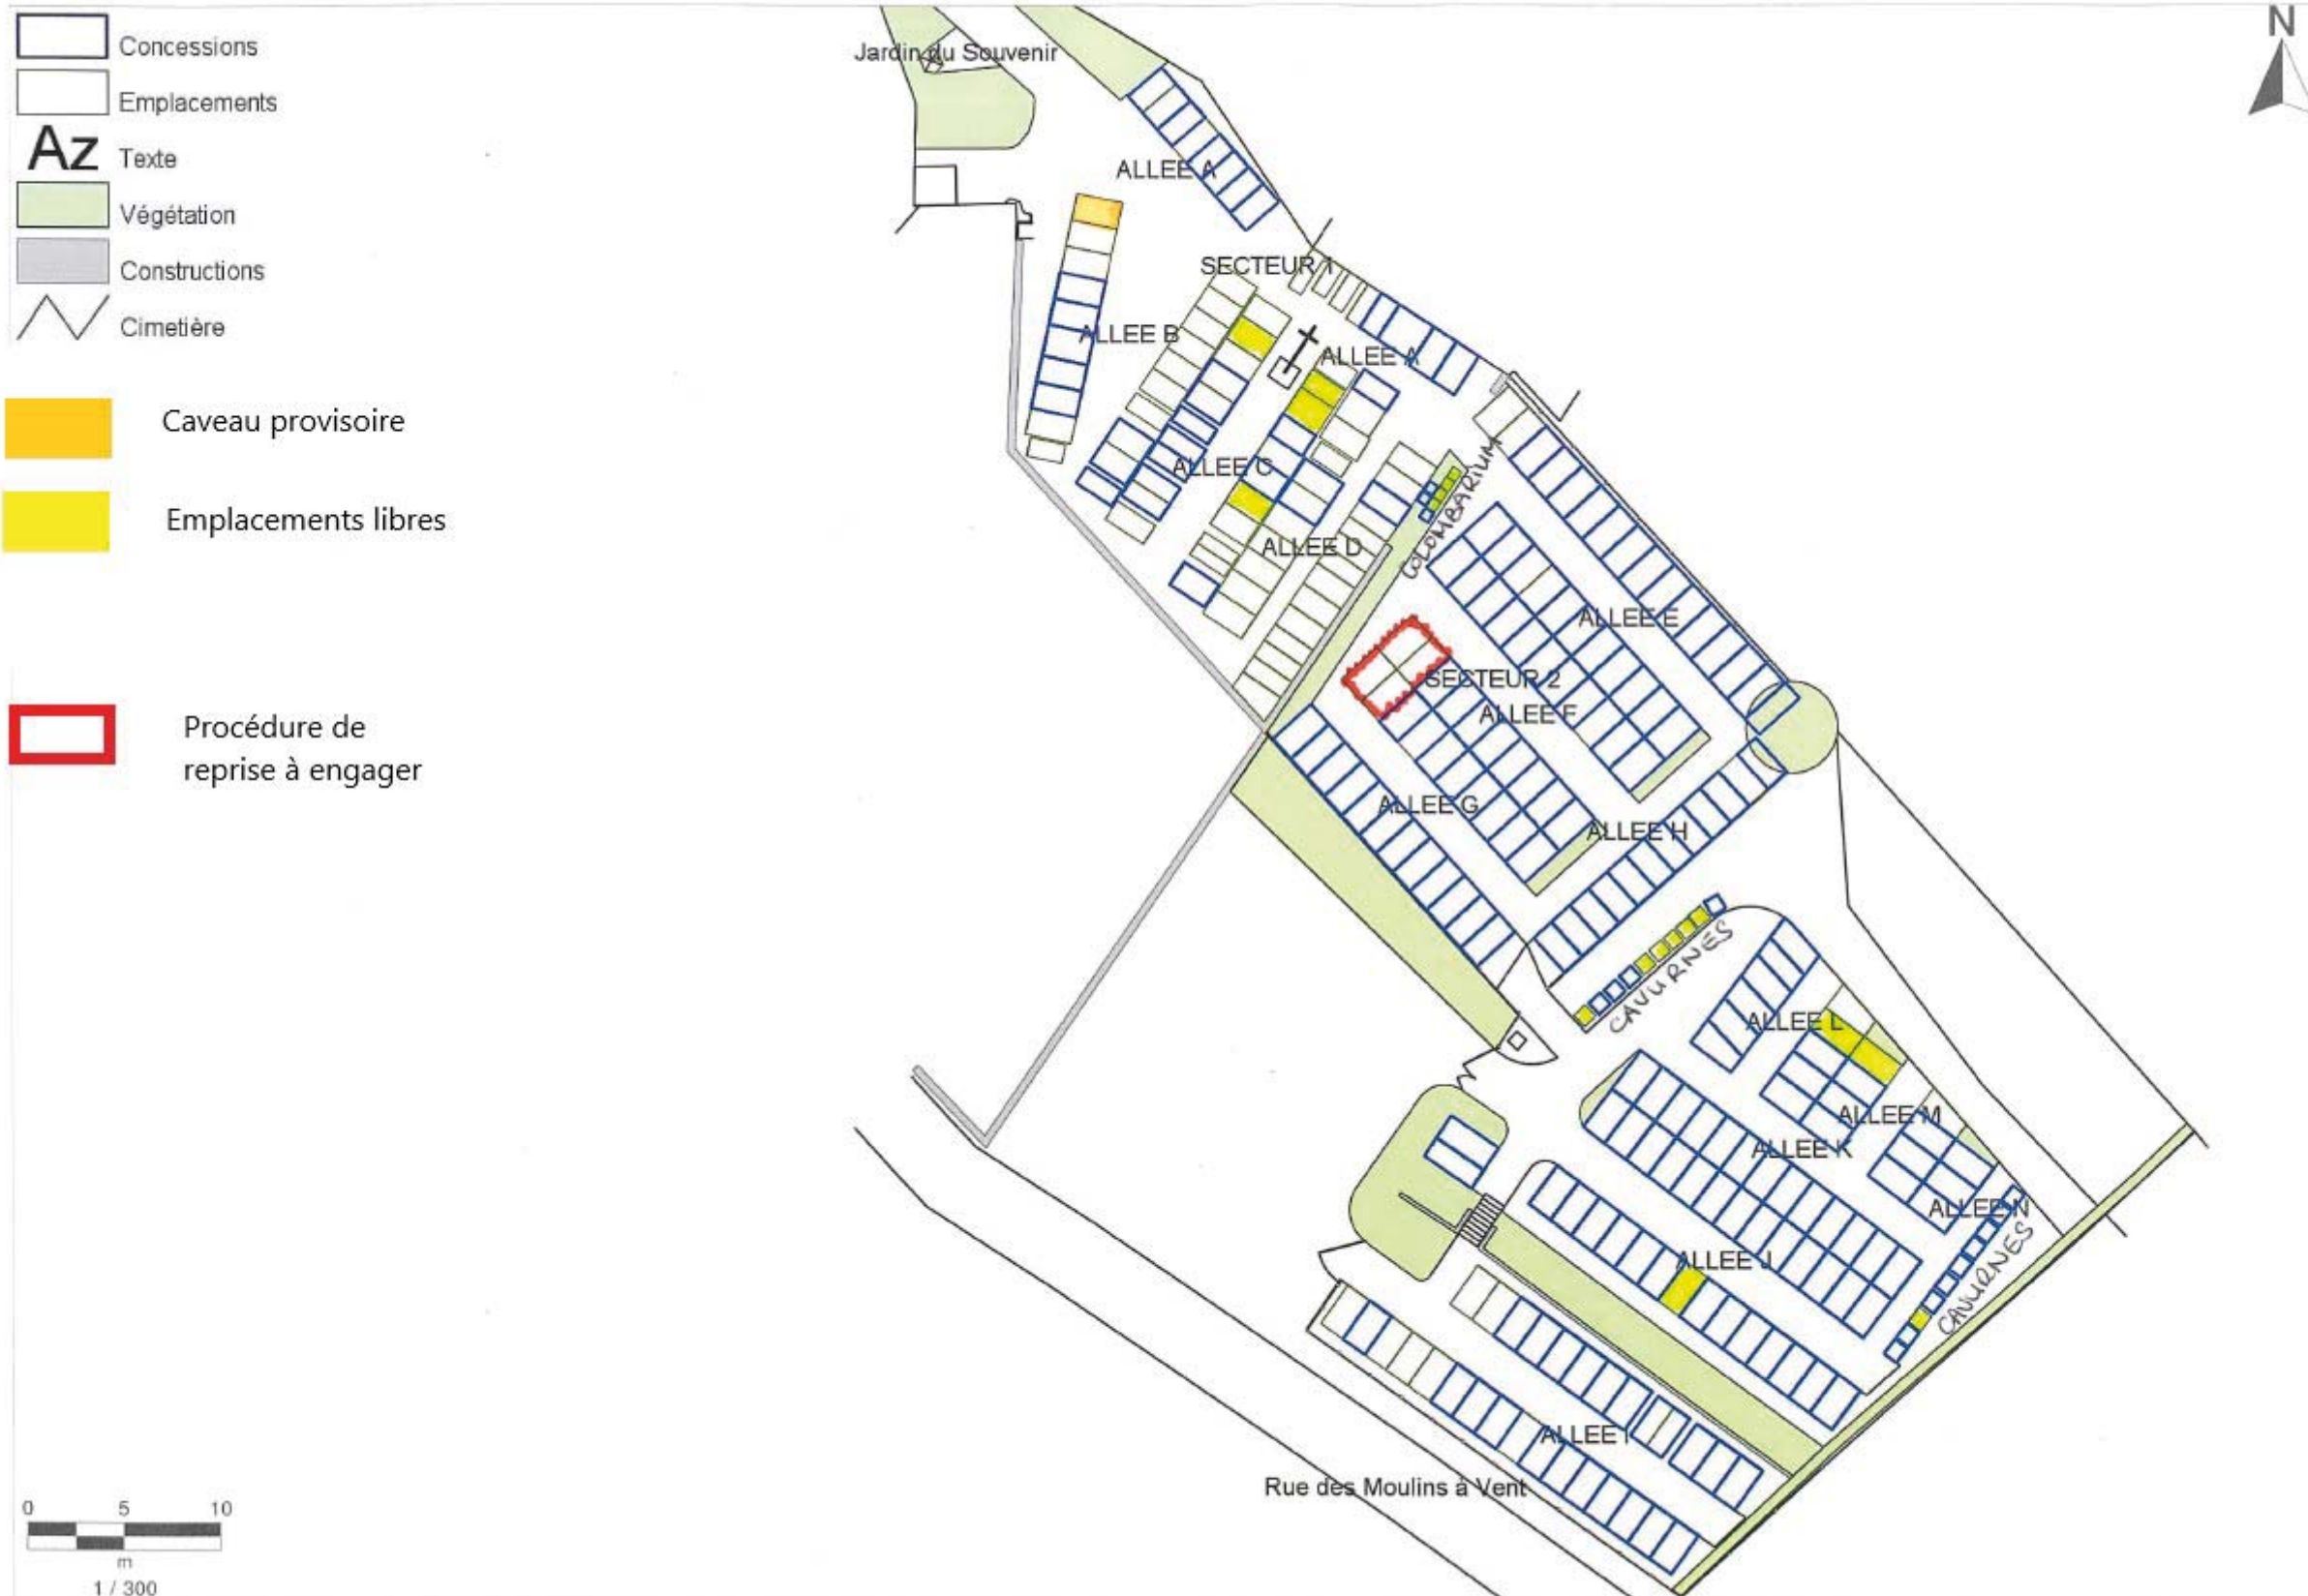 Concessions
Emplacements
Az Texte
Végétation
Constructions
Cimetière
Caveau provisoire
Emplacements libres
Procédure de
reprise à engager
0 5 10
m
1 / 300
N
Jardin du Souvenir
ALLEE A
SECTEUR 1
ALLEE B
ALLEE A
ALLEE C
COLOMBARIUM
ALLEE D
ALLEE E
SECTEUR 2
ALLEE F
ALLEE G
ALLEE H
CAVURNES
ALLEE L
ALLEE M
ALLEE K
ALLEE N
CAVURNES
ALLEE J
ALLEE I
Rue des Moulins à Vent